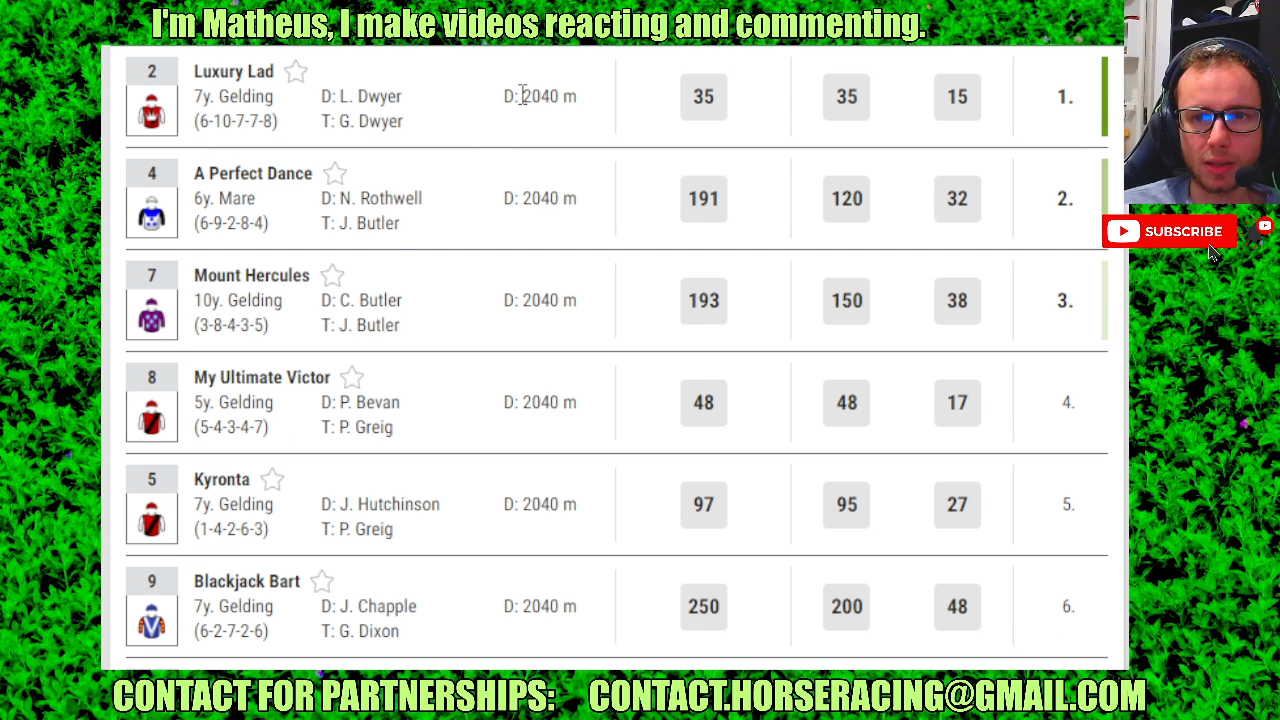 I'm Matheus, I make videos reacting and commenting.
2 Luxury Lad
7y. Gelding D: L. Dwyer D: 2040 m 35 35 15 1.
(6-10-7-7-8) T: G. Dwyer
4 A Perfect Dance
6y. Mare D: N. Rothwell D: 2040 m 191 120 32 2.
(6-9-2-8-4) T: J. Butler
SUBSCRIBE
7 Mount Hercules
10y. Gelding D: C. Butler D: 2040 m 193 150 38 3.
(3-8-4-3-5) T: J. Butler
8 My Ultimate Victor
5y. Gelding D: P. Bevan D: 2040 m 48 48 17 4.
(5-4-3-4-7) T: P. Greig
5 Kyronta
7y. Gelding D: J. Hutchinson D: 2040 m 97 95 27 5.
(1-4-2-6-3) T: P. Greig
9 Blackjack Bart
7y. Gelding D: J. Chapple D: 2040 m 250 200 48 6.
(6-2-7-2-6) T: G. Dixon
CONTACT FOR PARTNERSHIPS: CONTACT.HORSERACING@GMAIL.COM